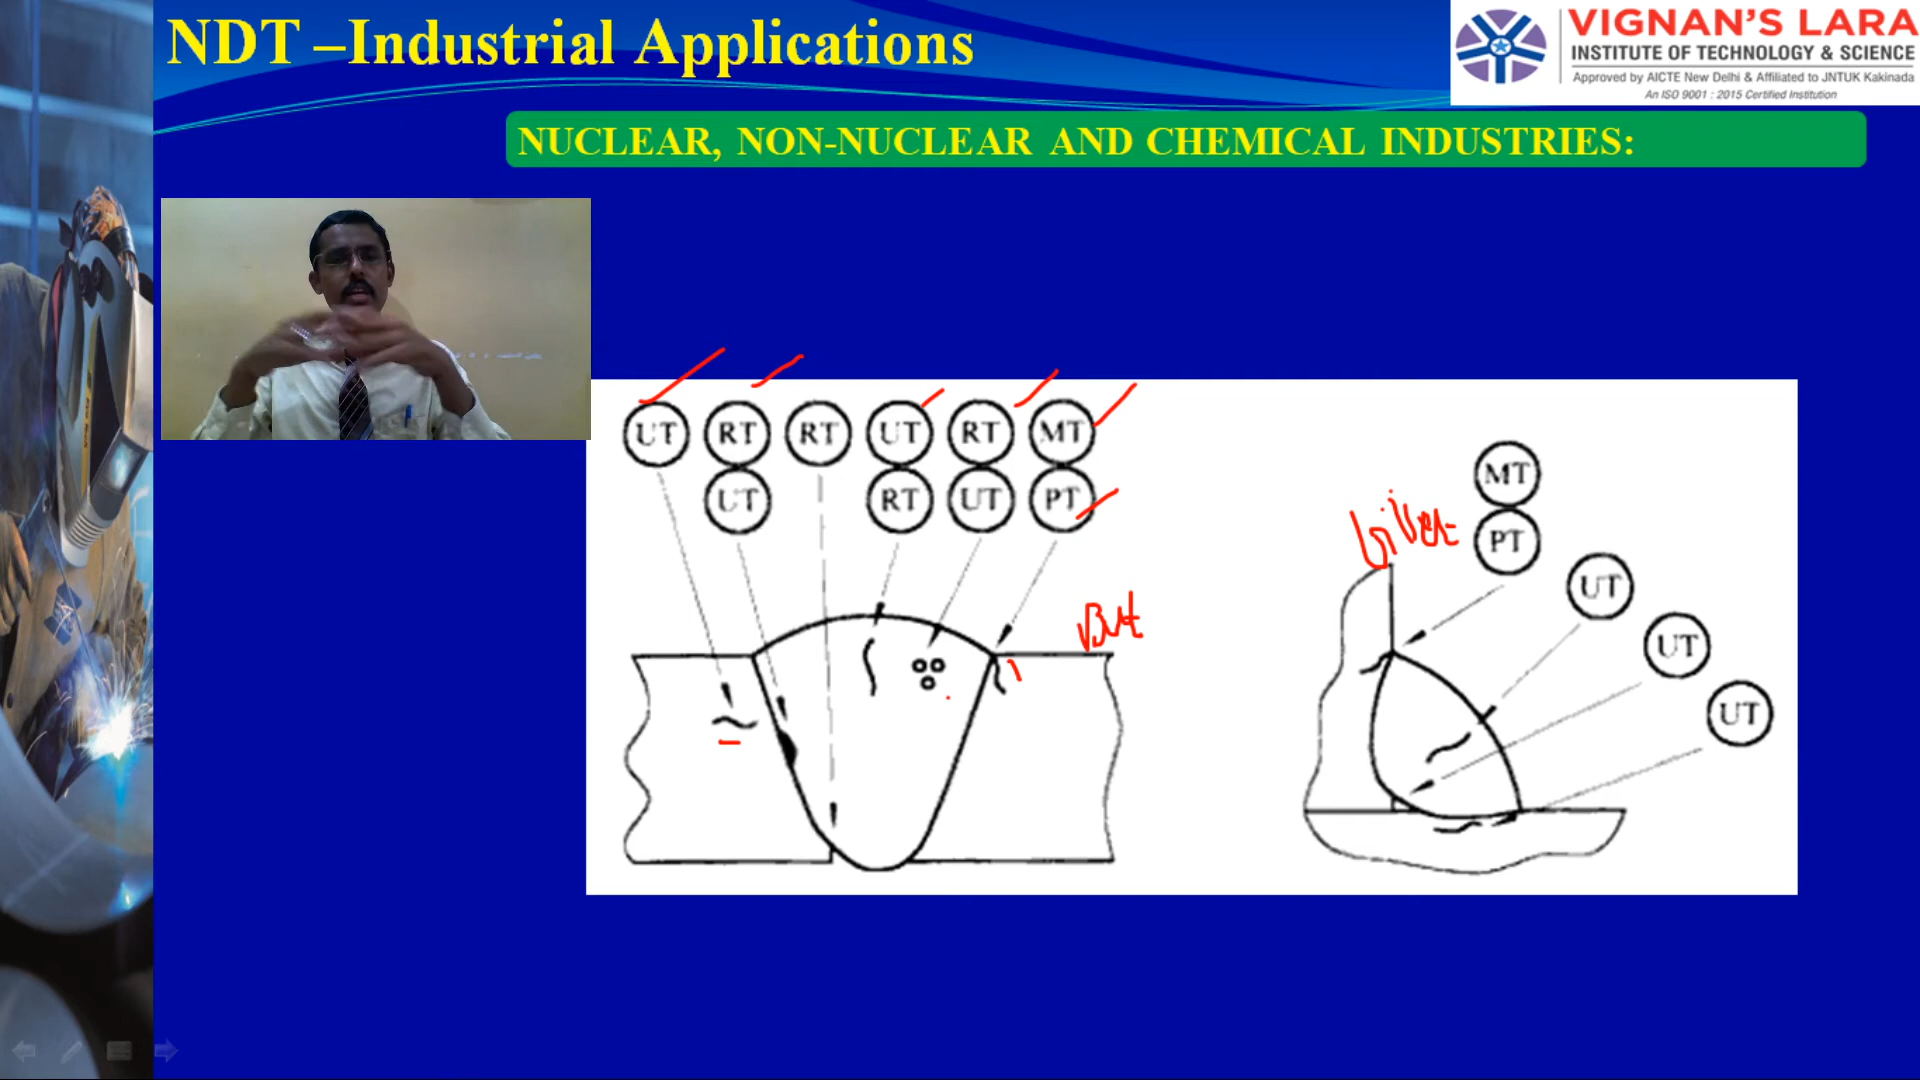 NDT –Industrial Applications
VIGNAN'S LARA
INSTITUTE OF TECHNOLOGY & SCIENCE
Approved by AICTE New Delhi & Affiliated to JNTUK Kakinada
An ISO 9001 : 2015 Certified Institution
NUCLEAR, NON-NUCLEAR AND CHEMICAL INDUSTRIES:
UT RT RT UT RT MT
UT RT UT PT
MT
PT
UT
UT
UT
But